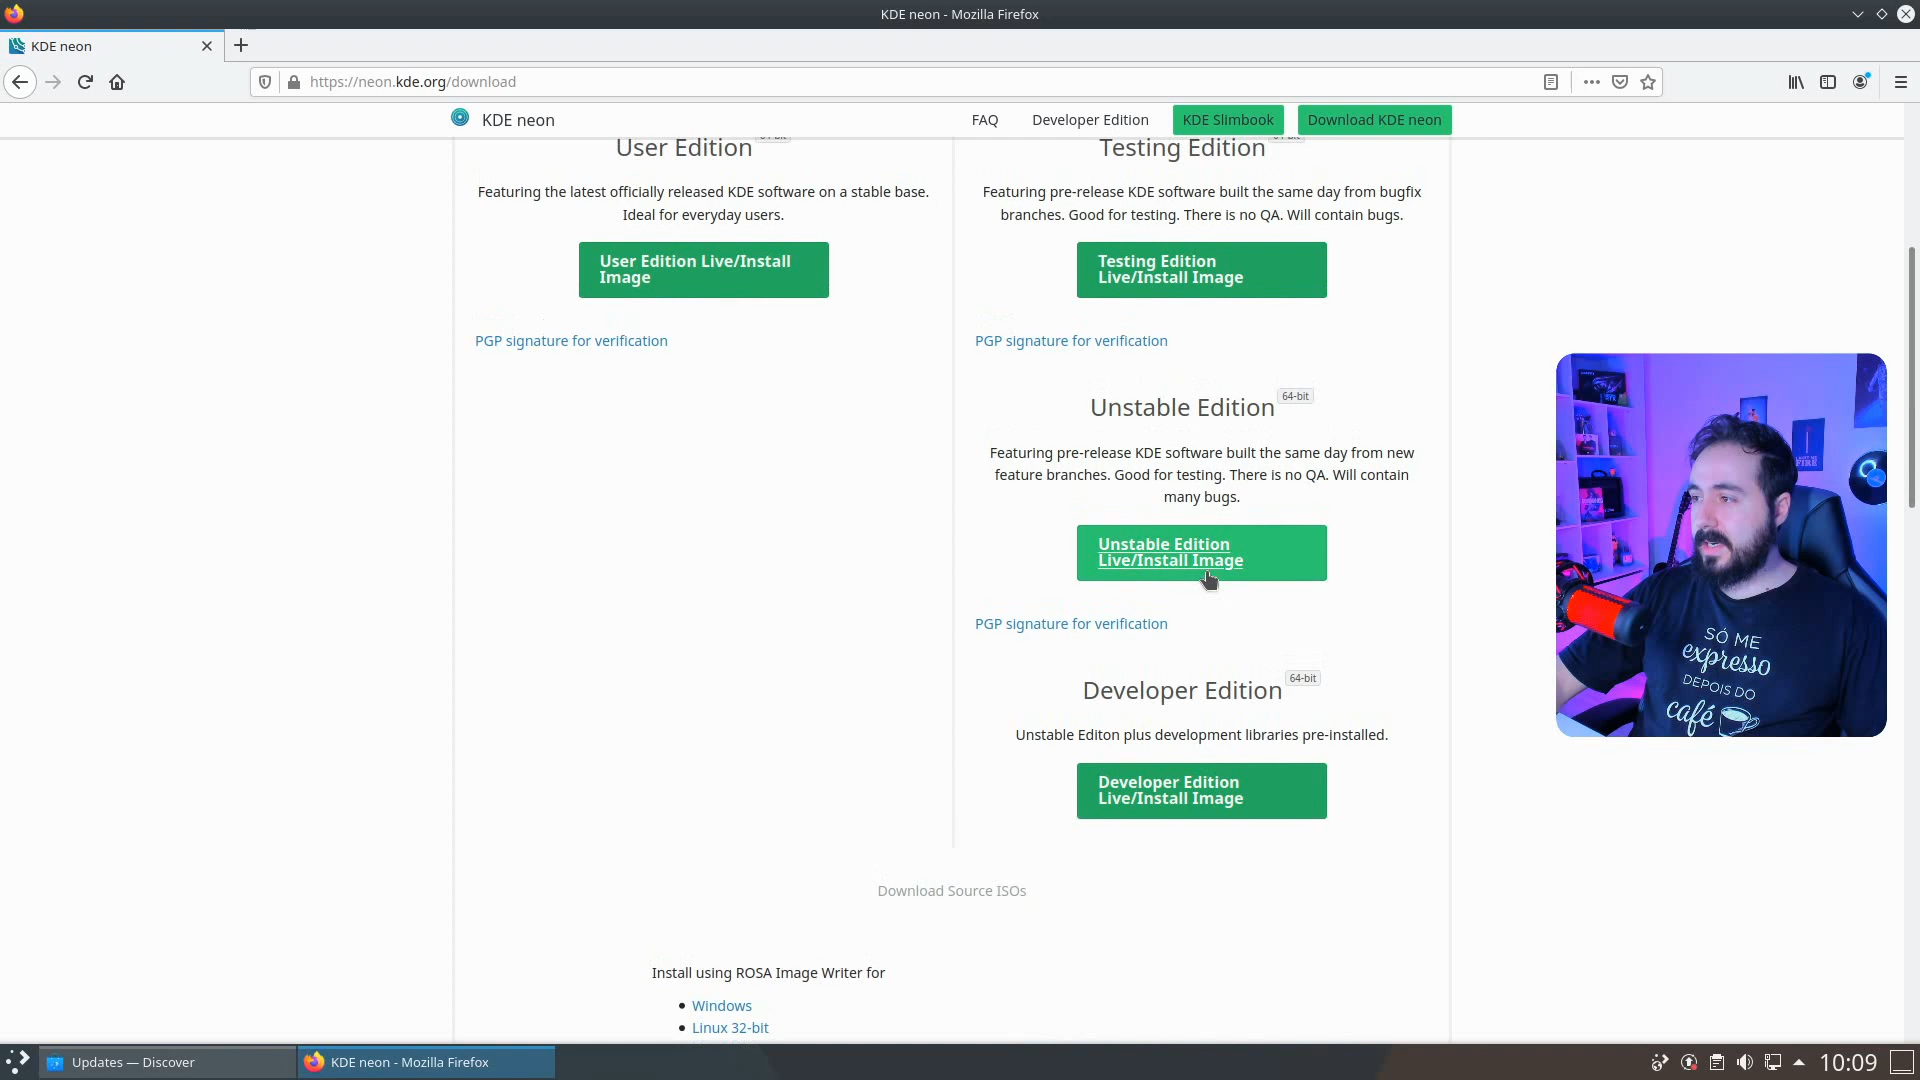 KDE neon - Mozilla Firefox
KDE neon
https://neon.kde.org/download
KDE neon
FAQ
Developer Edition
KDE Slimbook
Download KDE neon
User Edition
Featuring the latest officially released KDE software on a stable base.
Ideal for everyday users.
User Edition Live/Install
Image
PGP signature for verification
Testing Edition
Featuring pre-release KDE software built the same day from bugfix
branches. Good for testing. There is no QA. Will contain bugs.
Testing Edition
Live/Install Image
PGP signature for verification
Unstable Edition 64-bit
Featuring pre-release KDE software built the same day from new
feature branches. Good for testing. There is no QA. Will contain
many bugs.
Unstable Edition
Live/Install Image
PGP signature for verification
Developer Edition 64-bit
Unstable Editon plus development libraries pre-installed.
Developer Edition
Live/Install Image
Download Source ISOs
Install using ROSA Image Writer for
Windows
Linux 32-bit
SÓ ME
expresso
DEPOIS DO
café
Updates — Discover
KDE neon - Mozilla Firefox
10:09